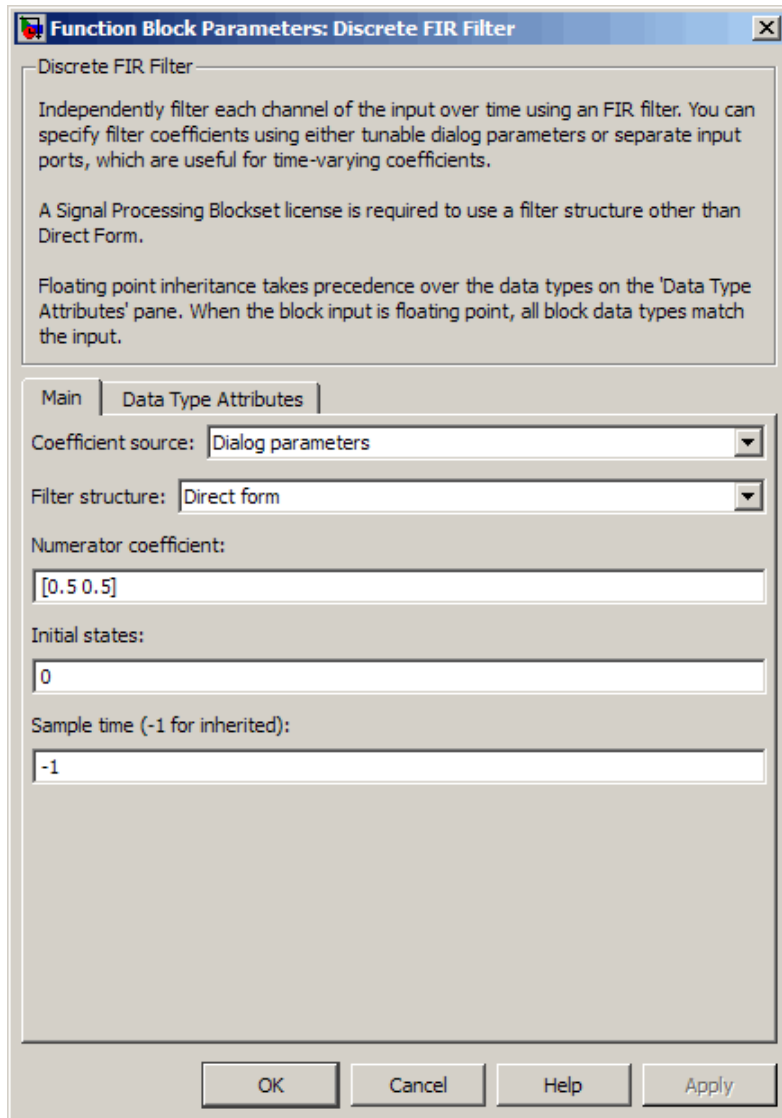 Function Block Parameters: Discrete FIR Filter
Discrete FIR Filter
Independently filter each channel of the input over time using an FIR filter. You can
specify filter coefficients using either tunable dialog parameters or separate input
ports, which are useful for time-varying coefficients.
A Signal Processing Blockset license is required to use a filter structure other than
Direct Form.
Floating point inheritance takes precedence over the data types on the 'Data Type
Attributes' pane. When the block input is floating point, all block data types match
the input.
Main Data Type Attributes
Coefficient source: Dialog parameters
Filter structure: Direct form
Numerator coefficient:
[0.5 0.5]
Initial states:
0
Sample time (-1 for inherited):
-1
OK Cancel Help Apply